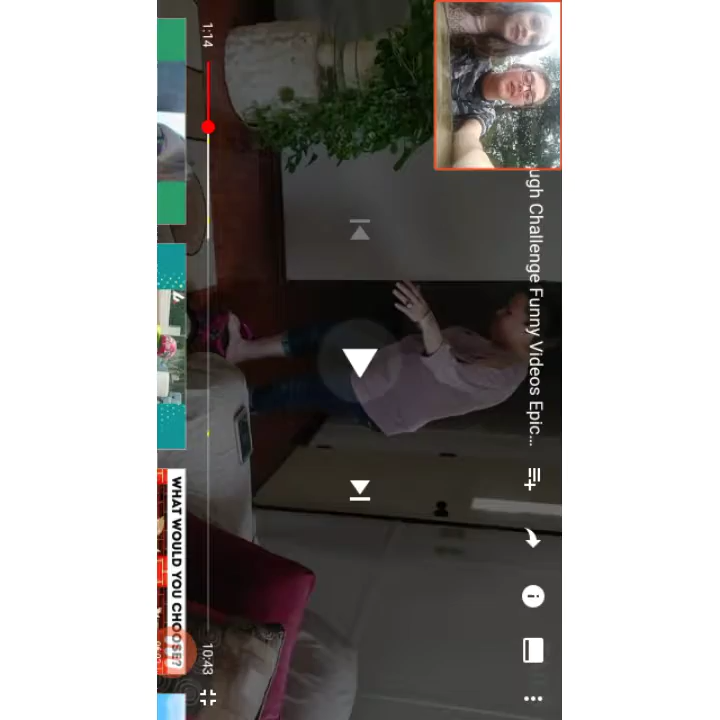 ugh Challenge Funny Videos Epic...
1:14
10:43
WHAT WOULD YOU CHOOSE?